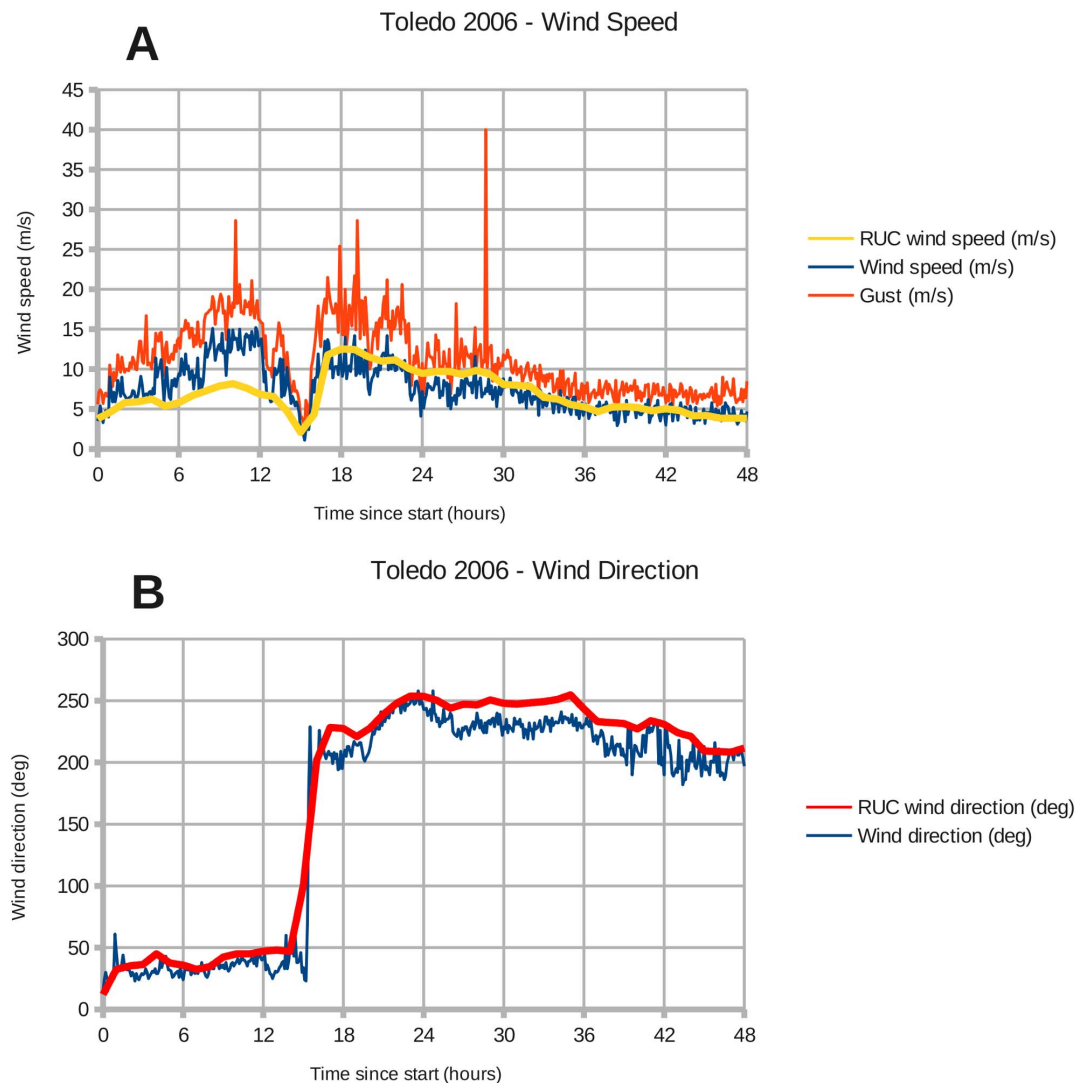 Toledo 2006 - Wind Speed
A
45
40
35
30
25
20
15
10
5
0
Wind speed (m/s)
0 6 12 18 24 30 36 42 48
Time since start (hours)
RUC wind speed (m/s)
Wind speed (m/s)
Gust (m/s)
Toledo 2006 - Wind Direction
B
300
250
200
150
100
50
0
Wind direction (deg)
0 6 12 18 24 30 36 42 48
Time since start (hours)
RUC wind direction (deg)
Wind direction (deg)